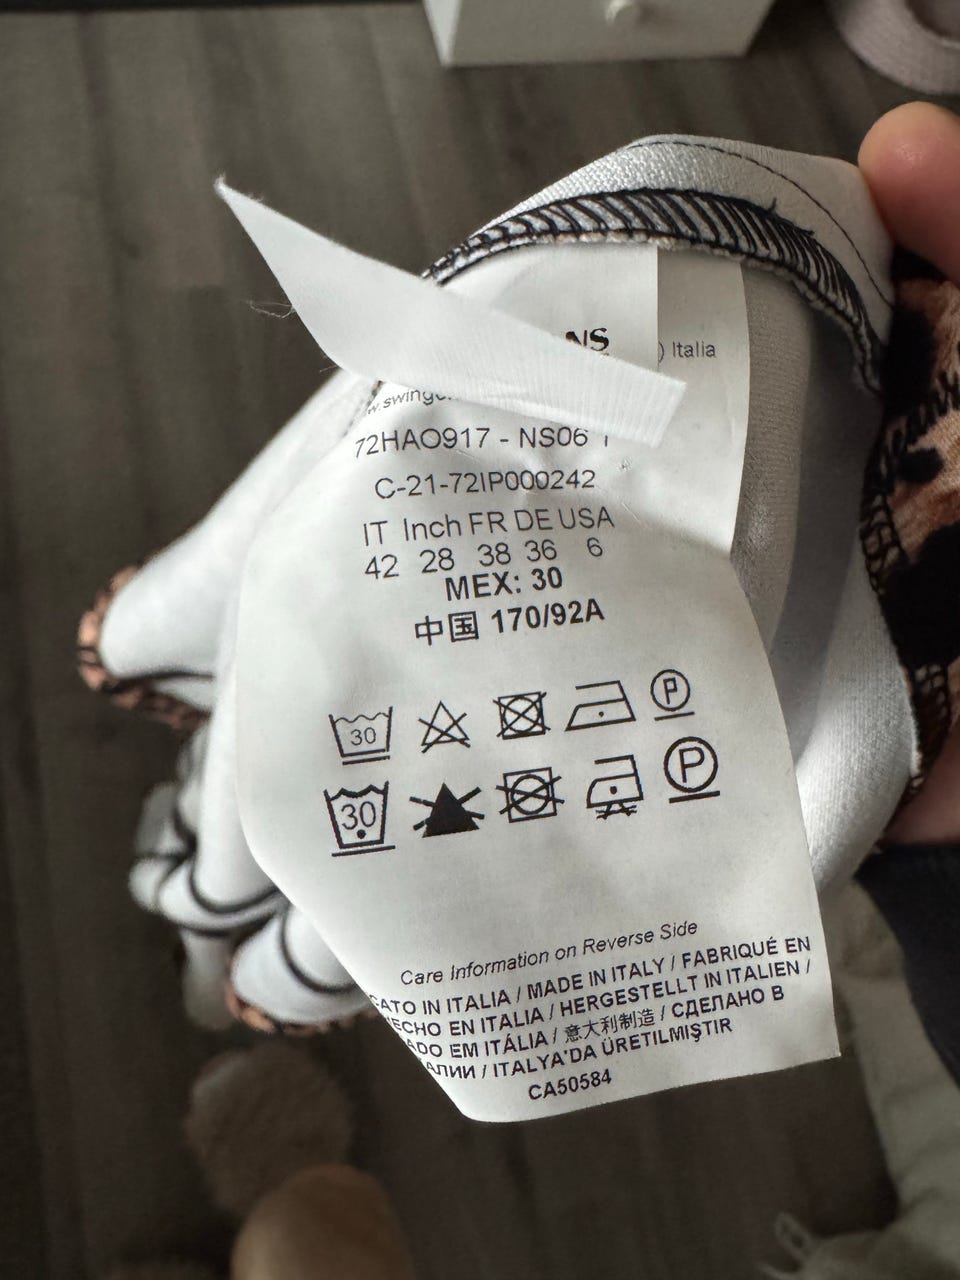 NS
) Italia
72HAO917 - NS06
C-21-72IP000242
IT Inch FR DE USA
42 28 38 36 6
MEX: 30
中国 170/92A
30
P
30
P
Care Information on Reverse Side
CATO IN ITALIA / MADE IN ITALY / FABRIQUÉ EN
ECHO EN ITALIA / HERGESTELLT IN ITALIEN /
ADO EM ITÁLIA / 意大利制造 / СДЕЛАНО В
АЛИИ / ITALYA'DA ÜRETILMIŞTIR
CA50584